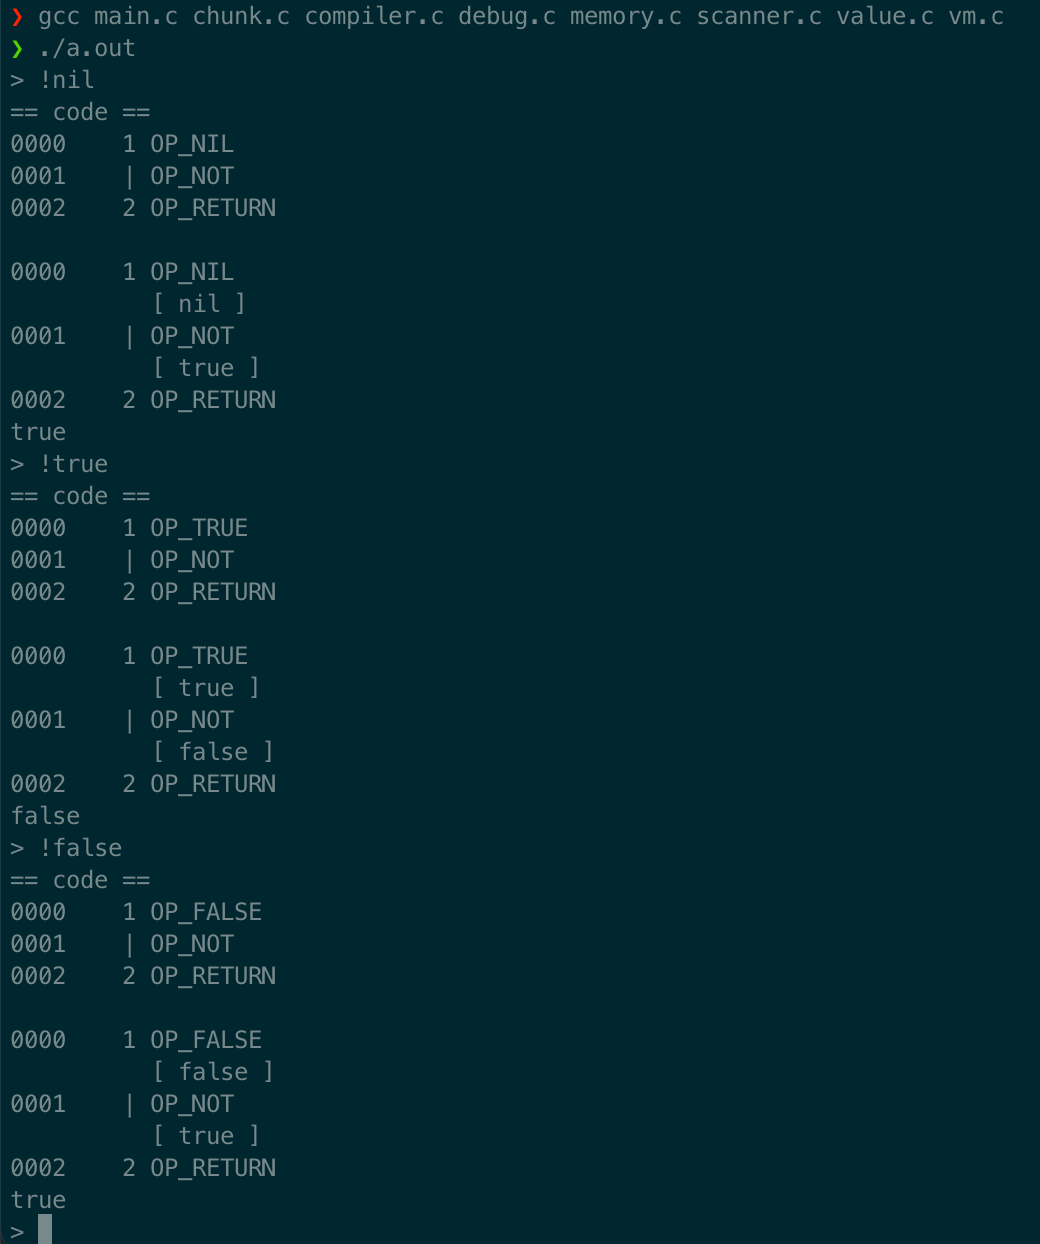 ❯ gcc main.c chunk.c compiler.c debug.c memory.c scanner.c value.c vm.c
❯ ./a.out
> !nil
== code ==
0000    1 OP_NIL
0001    | OP_NOT
0002    2 OP_RETURN

0000    1 OP_NIL
          [ nil ]
0001    | OP_NOT
          [ true ]
0002    2 OP_RETURN
true
> !true
== code ==
0000    1 OP_TRUE
0001    | OP_NOT
0002    2 OP_RETURN

0000    1 OP_TRUE
          [ true ]
0001    | OP_NOT
          [ false ]
0002    2 OP_RETURN
false
> !false
== code ==
0000    1 OP_FALSE
0001    | OP_NOT
0002    2 OP_RETURN

0000    1 OP_FALSE
          [ false ]
0001    | OP_NOT
          [ true ]
0002    2 OP_RETURN
true
>